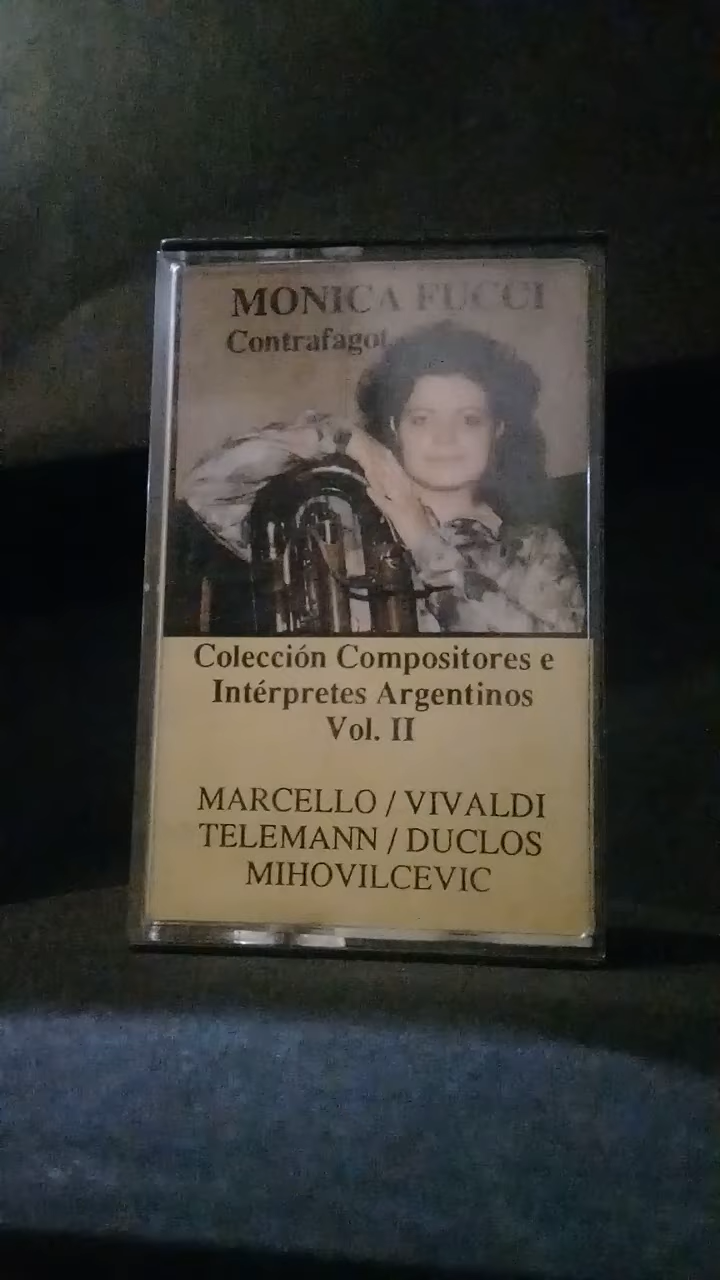 MONICA FUCCI
Contrafagot
Colección Compositores e
Intérpretes Argentinos
Vol. II
MARCELLO / VIVALDI
TELEMANN / DUCLOS
MIHOVILCEVIC